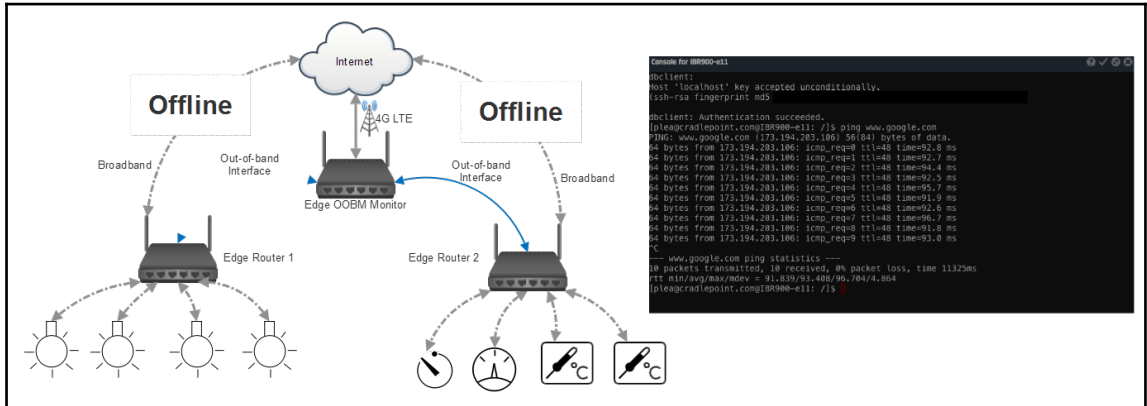 Internet
Offline
Offline
4G LTE
Broadband
Out-of-band
Interface
Out-of-band
Interface
Broadband
Edge OOBM Monitor
Edge Router 1
Edge Router 2
°C
°C
Console for IBR900-e11
dbclient:
Host 'localhost' key accepted unconditionally.
(ssh-rsa fingerprint md5
dbclient: Authentication succeeded.
[plea@cradlepoint.com@IBR900-e11: /]$ ping www.google.com
PING: www.google.com (173.194.203.106) 56(84) bytes of data.
64 bytes from 173.194.203.106: icmp_req=0 ttl=48 time=92.8 ms
64 bytes from 173.194.203.106: icmp_req=1 ttl=48 time=92.7 ms
64 bytes from 173.194.203.106: icmp_req=2 ttl=48 time=94.4 ms
64 bytes from 173.194.203.106: icmp_req=3 ttl=48 time=92.5 ms
64 bytes from 173.194.203.106: icmp_req=4 ttl=48 time=95.7 ms
64 bytes from 173.194.203.106: icmp_req=5 ttl=48 time=91.9 ms
64 bytes from 173.194.203.106: icmp_req=6 ttl=48 time=92.6 ms
64 bytes from 173.194.203.106: icmp_req=7 ttl=48 time=96.7 ms
64 bytes from 173.194.203.106: icmp_req=8 ttl=48 time=91.8 ms
64 bytes from 173.194.203.106: icmp_req=9 ttl=48 time=93.0 ms
^C
--- www.google.com ping statistics ---
10 packets transmitted, 10 received, 0% packet loss, time 11325ms
rtt min/avg/max/mdev = 91.839/93.408/96.704/4.864
[plea@cradlepoint.com@IBR900-e11: /]$